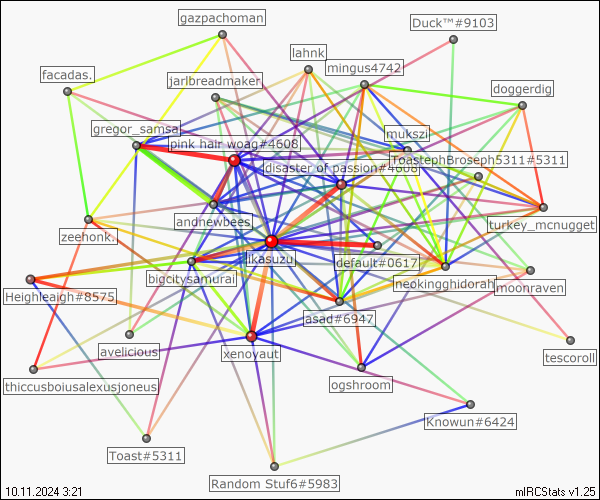 gazpachoman
Duck™#9103
lahnk
mingus4742
facadas.
jarlbreadmaker
doggerdig
gregor_samsa
mukszi
pink hair woag#4608
ToastephBroseph5311#5311
disaster of passion#4608
andnewbees
turkey_mcnugget
zeehonk.
ikasuzu
default#0617
bigcitysamurai
neokingghidorah
moonraven
Heighleaigh#8575
asad#6947
avelicious
xenoyaut
tescoroll
thiccusboiusalexusjoneus
ogshroom
Knowun#6424
Toast#5311
Random Stuf6#5983
10.11.2024 3:21
mIRCStats v1.25